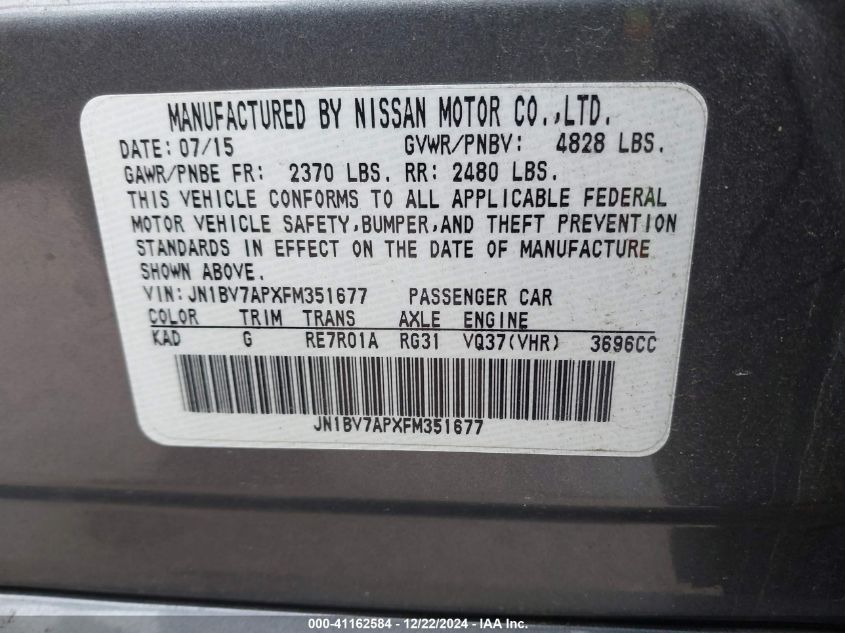 MANUFACTURED BY NISSAN MOTOR CO.,LTD.
DATE: 07/15 GVWR/PNBV: 4828 LBS.
GAWR/PNBE FR: 2370 LBS. RR: 2480 LBS.
THIS VEHICLE CONFORMS TO ALL APPLICABLE FEDERAL
MOTOR VEHICLE SAFETY,BUMPER,AND THEFT PREVENTION
STANDARDS IN EFFECT ON THE DATE OF MANUFACTURE
SHOWN ABOVE.
VIN:JN1BV7APXFM351677 PASSENGER CAR
COLOR TRIM TRANS AXLE ENGINE
KAD G RE7R01A RG31 VQ37(VHR) 3696CC
JN1BV7APXFM351677
000-41162584 - 12/22/2024 - IAA Inc.